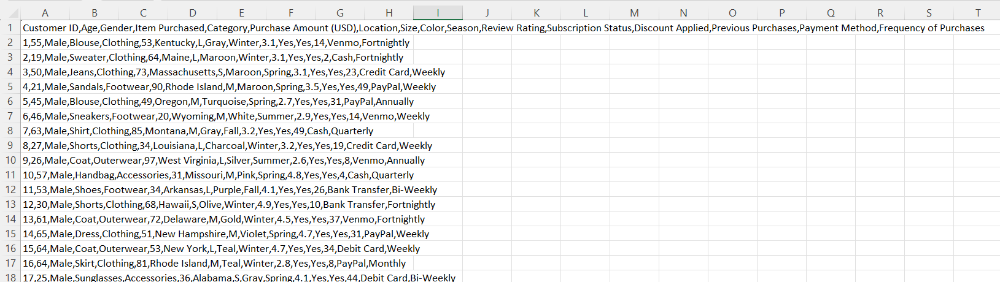 A B C D E F G H I J K L M N O P Q R S T
1 Customer ID,Age,Gender,Item Purchased,Category,Purchase Amount (USD),Location,Size,Color,Season,Review Rating,Subscription Status,Discount Applied,Previous Purchases,Payment Method,Frequency of Purchases
2 1,55,Male,Blouse,Clothing,53,Kentucky,L,Gray,Winter,3.1,Yes,Yes,14,Venmo,Fortnightly
3 2,19,Male,Sweater,Clothing,64,Maine,L,Maroon,Winter,3.1,Yes,Yes,2,Cash,Fortnightly
4 3,50,Male,Jeans,Clothing,73,Massachusetts,S,Maroon,Spring,3.1,Yes,Yes,23,Credit Card,Weekly
5 4,21,Male,Sandals,Footwear,90,Rhode Island,M,Maroon,Spring,3.5,Yes,Yes,49,PayPal,Weekly
6 5,45,Male,Blouse,Clothing,49,Oregon,M,Turquoise,Spring,2.7,Yes,Yes,31,PayPal,Annually
7 6,46,Male,Sneakers,Footwear,20,Wyoming,M,White,Summer,2.9,Yes,Yes,14,Venmo,Weekly
8 7,63,Male,Shirt,Clothing,85,Montana,M,Gray,Fall,3.2,Yes,Yes,49,Cash,Quarterly
9 8,27,Male,Shorts,Clothing,34,Louisiana,L,Charcoal,Winter,3.2,Yes,Yes,19,Credit Card,Weekly
10 9,26,Male,Coat,Outerwear,97,West Virginia,L,Silver,Summer,2.6,Yes,Yes,8,Venmo,Annually
11 10,57,Male,Handbag,Accessories,31,Missouri,M,Pink,Spring,4.8,Yes,Yes,4,Cash,Quarterly
12 11,53,Male,Shoes,Footwear,34,Arkansas,L,Purple,Fall,4.1,Yes,Yes,26,Bank Transfer,Bi-Weekly
13 12,30,Male,Shorts,Clothing,68,Hawaii,S,Olive,Winter,4.9,Yes,Yes,10,Bank Transfer,Fortnightly
14 13,61,Male,Coat,Outerwear,72,Delaware,M,Gold,Winter,4.5,Yes,Yes,37,Venmo,Fortnightly
15 14,65,Male,Dress,Clothing,51,New Hampshire,M,Violet,Spring,4.7,Yes,Yes,31,PayPal,Weekly
16 15,64,Male,Coat,Outerwear,53,New York,L,Teal,Winter,4.7,Yes,Yes,34,Debit Card,Weekly
17 16,64,Male,Skirt,Clothing,81,Rhode Island,M,Teal,Winter,2.8,Yes,Yes,8,PayPal,Monthly
18 17,25,Male,Sunglasses,Accessories,36,Alabama,S,Gray,Spring,4.1,Yes,Yes,44,Debit Card,Bi-Weekly